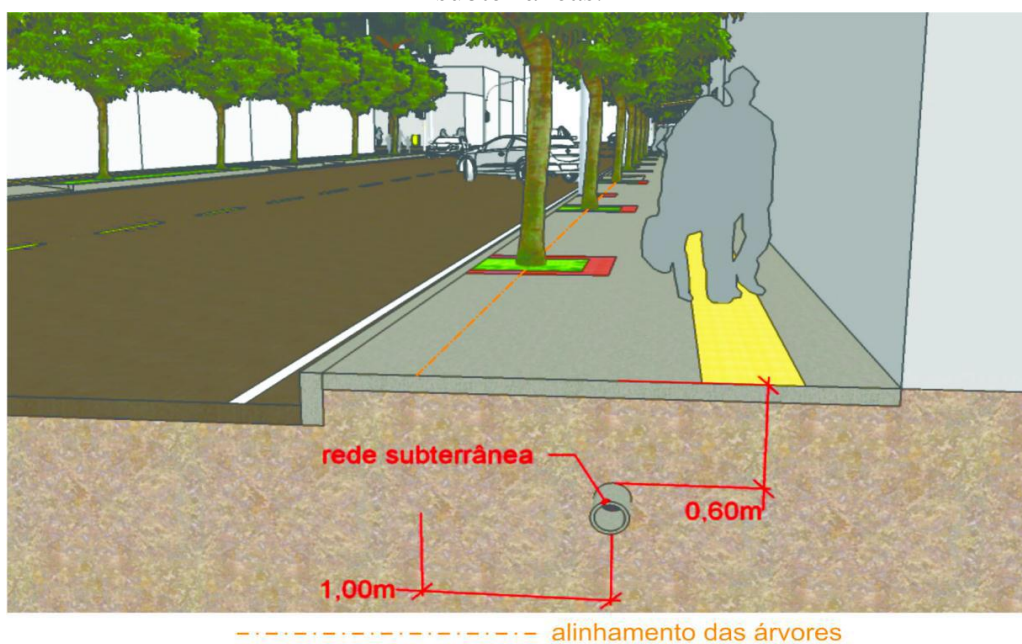 rede subterrânea
0,60m
1,00m
alinhamento das árvores